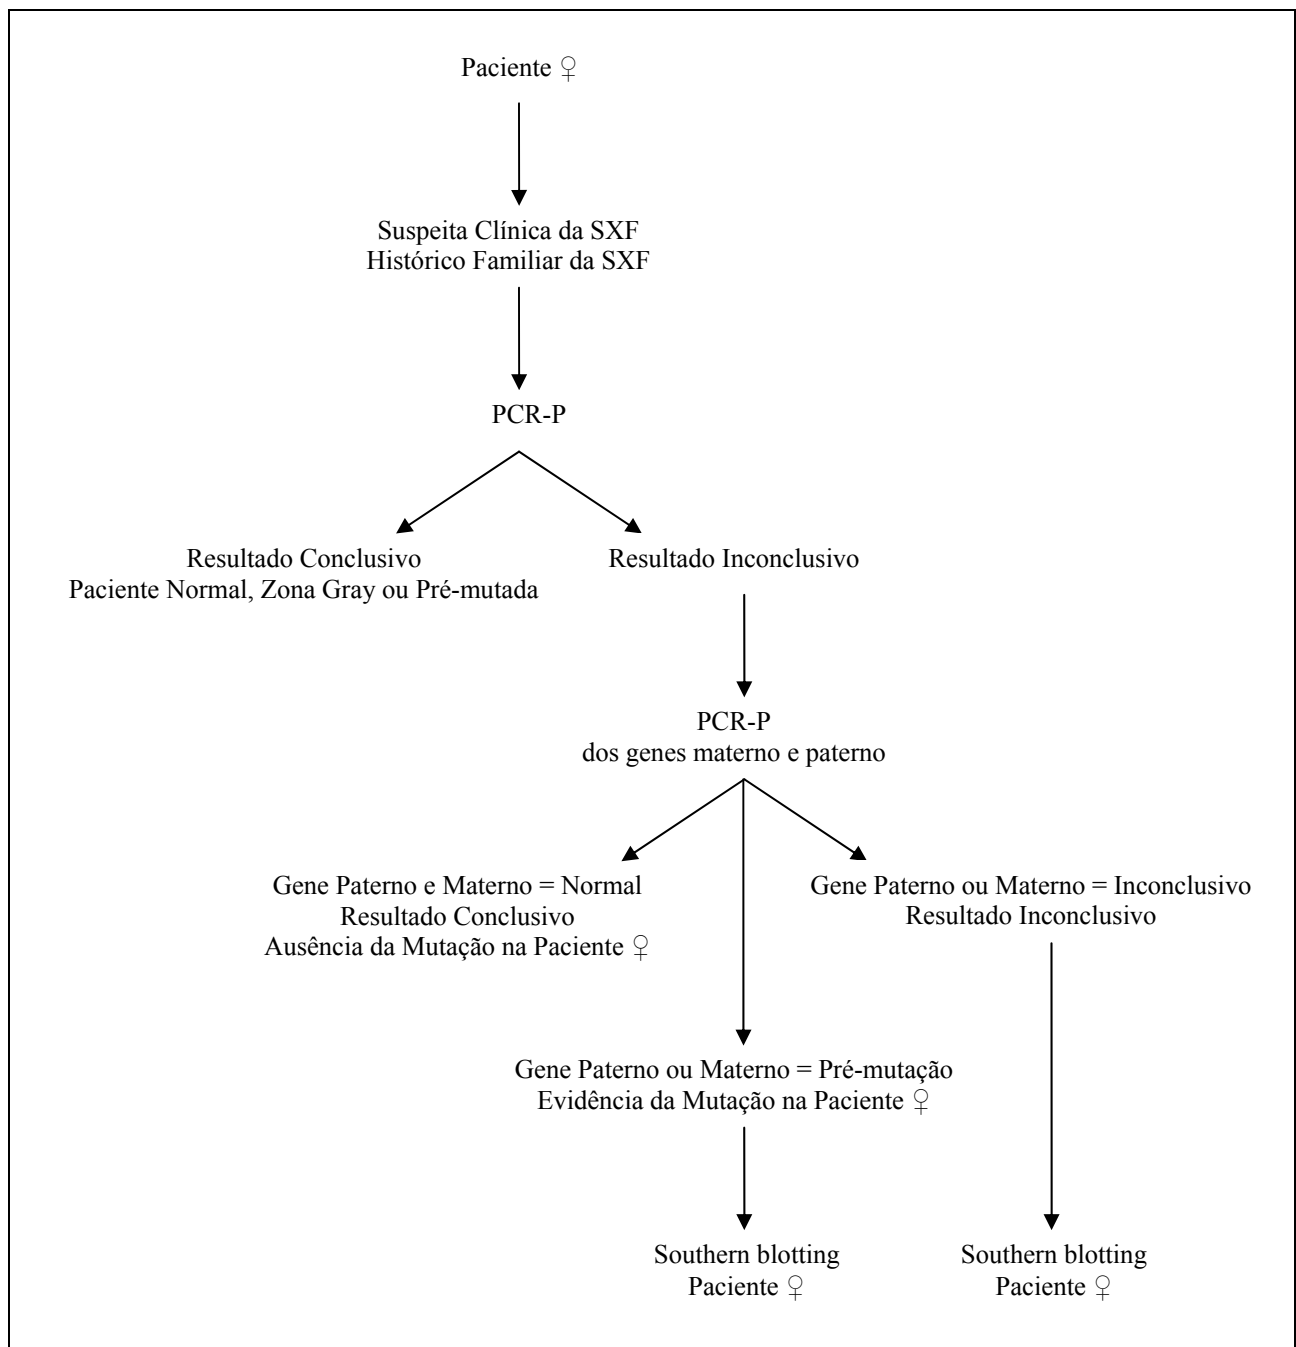 Paciente ♀
Suspeita Clínica da SXF
Histórico Familiar da SXF
PCR-P
Resultado Conclusivo
Paciente Normal, Zona Gray ou Pré-mutada
Resultado Inconclusivo
PCR-P
dos genes materno e paterno
Gene Paterno e Materno = Normal
Resultado Conclusivo
Ausência da Mutação na Paciente ♀
Gene Paterno ou Materno = Inconclusivo
Resultado Inconclusivo
Gene Paterno ou Materno = Pré-mutação
Evidência da Mutação na Paciente ♀
Southern blotting
Paciente ♀
Southern blotting
Paciente ♀